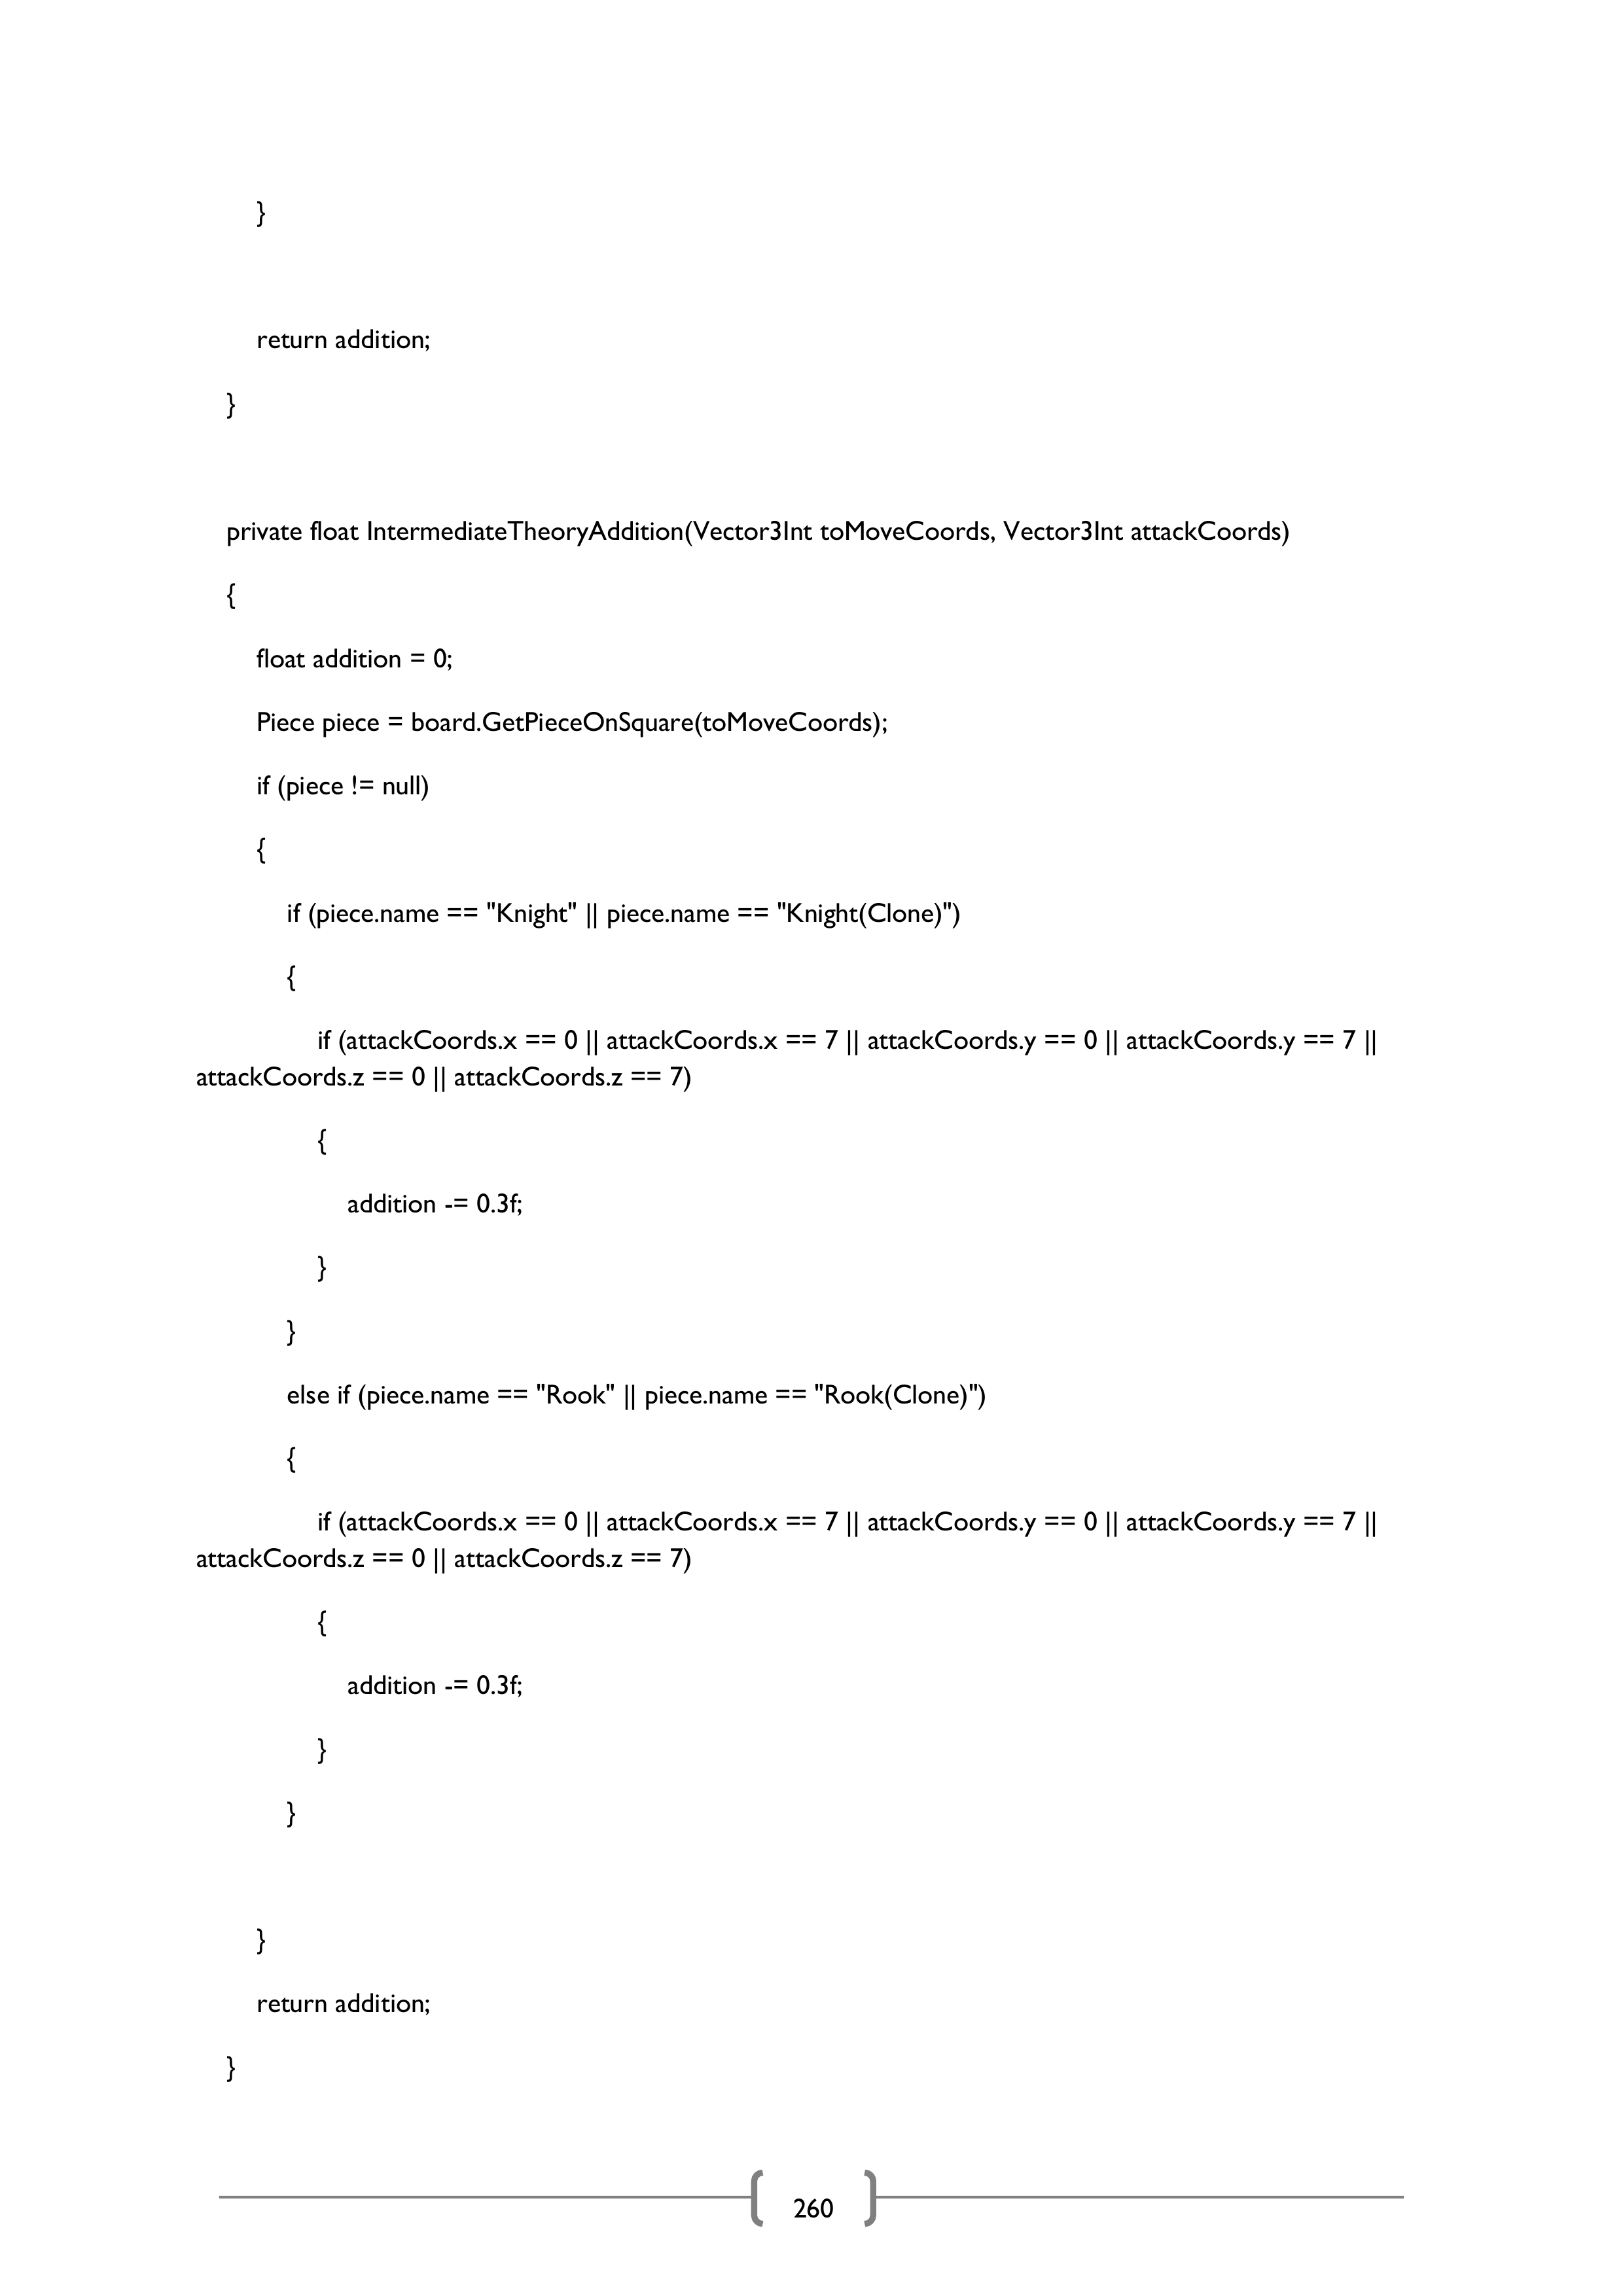 }
return addition;
}
private float IntermediateTheoryAddition(Vector3Int toMoveCoords, Vector3Int attackCoords)
{
float addition = 0;
Piece piece = board.GetPieceOnSquare(toMoveCoords);
if (piece != null)
{
if (piece.name == "Knight" || piece.name == "Knight(Clone)")
{
if (attackCoords.x == 0 || attackCoords.x == 7 || attackCoords.y == 0 || attackCoords.y == 7 ||
attackCoords.z == 0 || attackCoords.z == 7)
{
addition -= 0.3f;
}
}
else if (piece.name == "Rook" || piece.name == "Rook(Clone)")
{
if (attackCoords.x == 0 || attackCoords.x == 7 || attackCoords.y == 0 || attackCoords.y == 7 ||
attackCoords.z == 0 || attackCoords.z == 7)
{
addition -= 0.3f;
}
}
}
return addition;
}
260